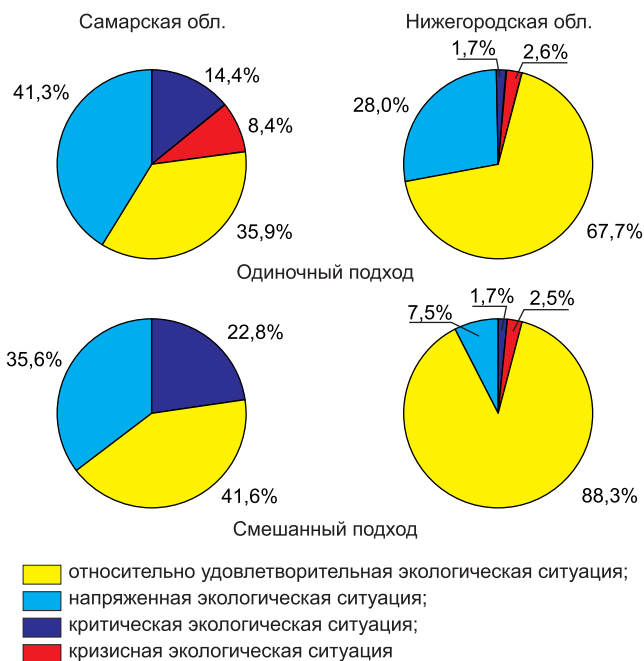 Самарская обл.
Нижегородская обл.
41,3%
14,4%
8,4%
35,9%
1,7%
2,6%
28,0%
67,7%
Одиночный подход
35,6%
22,8%
41,6%
7,5%
1,7%
2,5%
88,3%
Смешанный подход
относительно удовлетворительная экологическая ситуация;
напряженная экологическая ситуация;
критическая экологическая ситуация;
кризисная экологическая ситуация